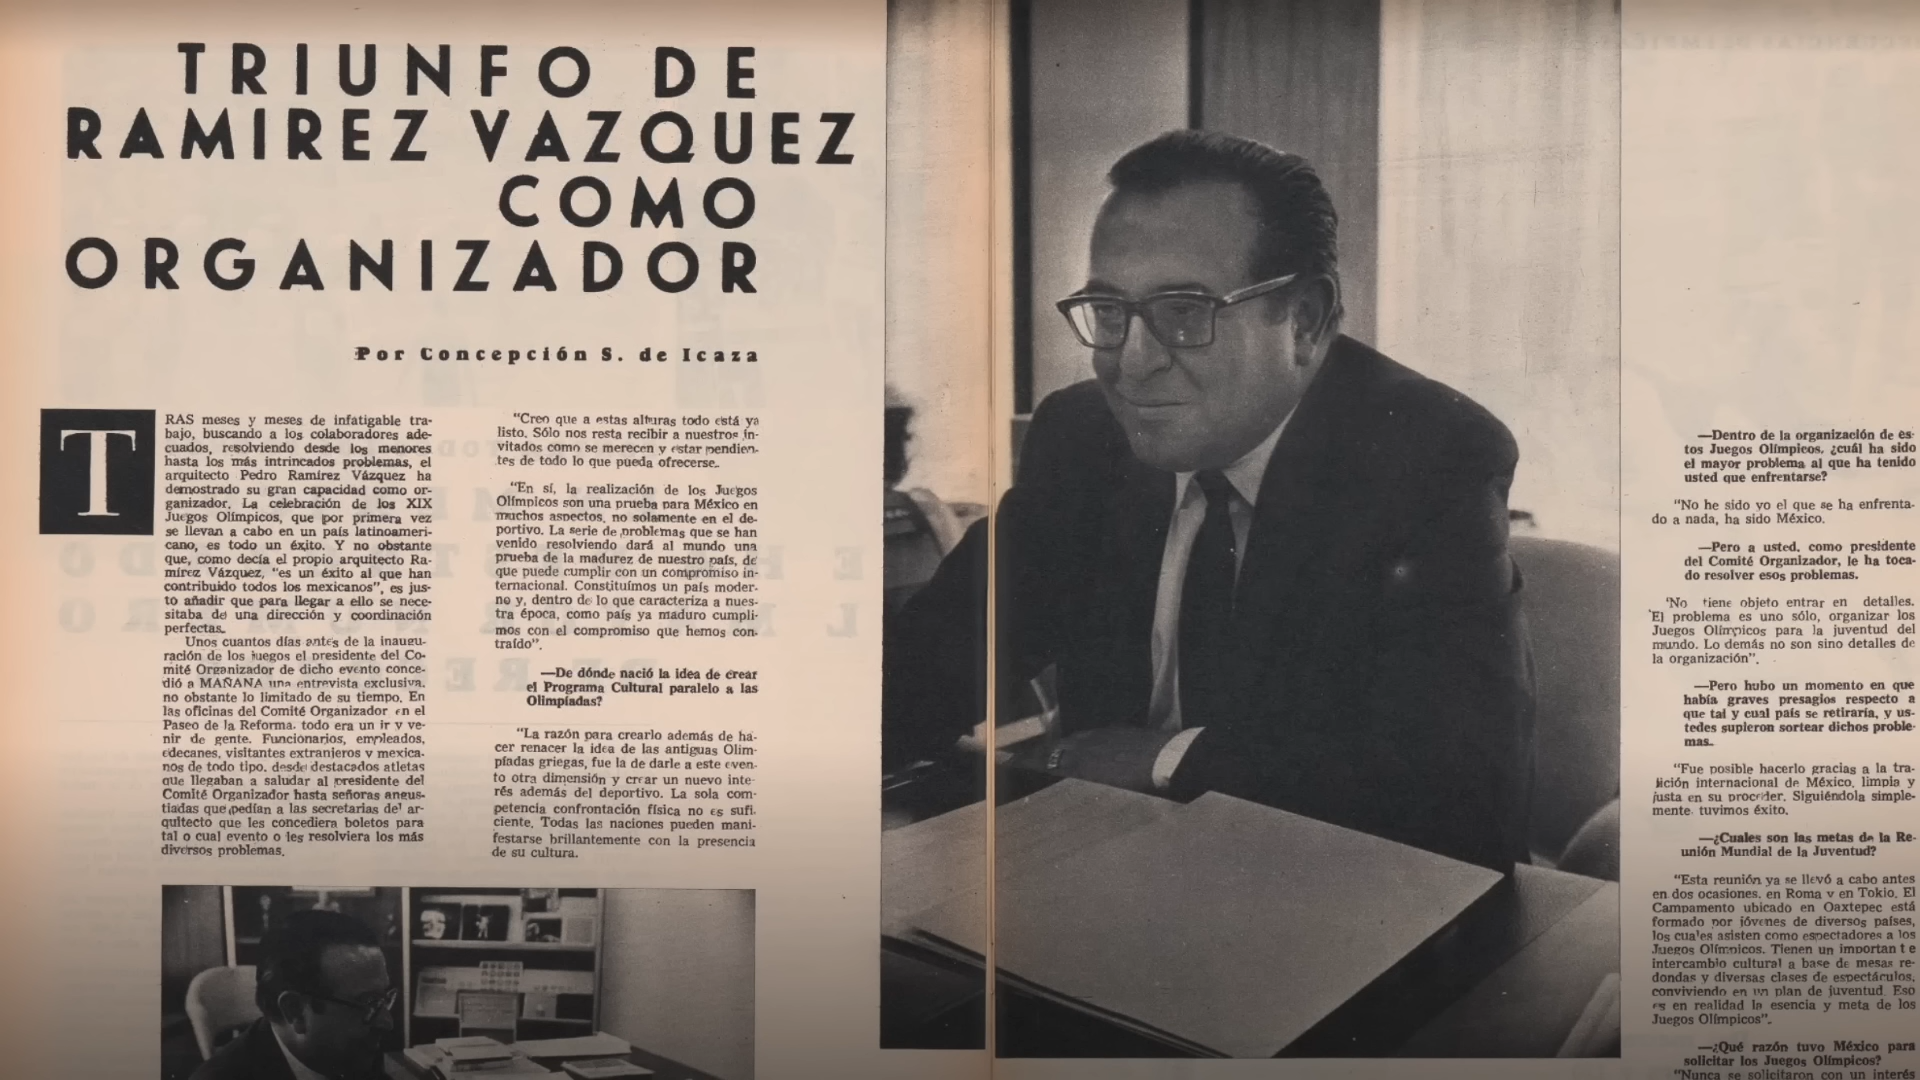 TRIUNFO DE
RAMIREZ VAZQUEZ
COMO
ORGANIZADOR
Por Concepción S. de Icaza
TRAS meses y meses de infatigable tra-
bajo, buscando a los colaboradores ade-
cuados, resolviendo desde los menores
hasta los más intrincados problemas, el
arquitecto Pedro Ramírez Vázquez ha
demostrado su gran capacidad como or-
ganizador. La celebración de los XIX
Juegos Olímpicos, que por primera vez
se llevan a cabo en un país latinoameri-
cano, es todo un éxito. Y no obstante
que, como decía el propio arquitecto Ra-
mírez Vázquez, "es un éxito al que han
contribuido todos los mexicanos", es jus-
to añadir que para llegar a ello se nece-
sitaba de una dirección y coordinación
perfectas.
Unos cuantos días antes de la inaugu-
ración de los juegos el presidente del Co-
mité Organizador de dicho evento conce-
dió a MAÑANA una entrevista exclusiva,
no obstante lo limitado de su tiempo. En
las oficinas del Comité Organizador en el
Paseo de la Reforma, todo era un ir y ve-
nir de gente. Funcionarios, empleados,
edecanes, visitantes extranjeros y mexica-
nos de todo tipo, desde destacados atletas
que llegaban a saludar al presidente del
Comité Organizador hasta señoras angus-
tiadas que pedían a las secretarias del ar-
quitecto que les concediera boletos para
tal o cual evento o les resolviera los más
diversos problemas.
"Creo que a estas alturas todo está ya
listo. Sólo nos resta recibir a nuestros in-
vitados como se merecen y estar pendien-
tes de todo lo que pueda ofrecerse.
"En sí, la realización de los Juegos
Olímpicos son una prueba para México en
muchos aspectos, no solamente en el de-
portivo. La serie de problemas que se han
venido resolviendo dará al mundo una
prueba de la madurez de nuestro país, de
que puede cumplir con un compromiso in-
ternacional. Constituímos un país moder-
no y, dentro de lo que caracteriza a nues-
tra época, como país ya maduro cumpli-
mos con el compromiso que hemos con-
traído".
—De dónde nació la idea de crear
el Programa Cultural paralelo a las
Olimpíadas?
"La razón para crearlo además de ha-
cer renacer la idea de las antiguas Olim-
píadas griegas, fue la de darle a este even-
to otra dimensión y crear un nuevo inte-
rés además del deportivo. La sola com-
petencia confrontación física no es sufi-
ciente. Todas las naciones pueden mani-
festarse brillantemente con la presencia
de su cultura.
—Dentro de la organización de es-
tos Juegos Olímpicos, ¿cuál ha sido
el mayor problema al que ha tenido
usted que enfrentarse?
"No he sido yo el que se ha enfrenta-
do a nada, ha sido México.
—Pero a usted, como presidente
del Comité Organizador, le ha toca-
do resolver esos problemas.
"No tiene objeto entrar en detalles.
El problema es uno sólo, organizar los
Juegos Olímpicos para la juventud del
mundo. Lo demás no son sino detalles de
la organización".
—Pero hubo un momento en que
había graves presagios respecto a
que tal y cual país se retiraría, y us-
tedes supieron sortear dichos proble-
mas.
"Fue posible hacerlo gracias a la tra-
dición internacional de México, limpia y
justa en su proceder. Siguiéndola simple-
mente tuvimos éxito.
—¿Cuales son las metas de la Re-
unión Mundial de la Juventud?
"Esta reunión ya se llevó a cabo antes
en dos ocasiones, en Roma y en Tokio. El
Campamento ubicado en Oaxtepec está
formado por jóvenes de diversos países,
los cuales asisten como espectadores a los
Juegos Olímpicos. Tienen un importante
intercambio cultural a base de mesas re-
dondas y diversas clases de espectáculos,
conviviendo en un plan de juventud. Eso
es en realidad la esencia y meta de los
Juegos Olímpicos".
—¿Qué razón tuvo México para
solicitar los Juegos Olímpicos?
"Nunca se solicitaron con un interés